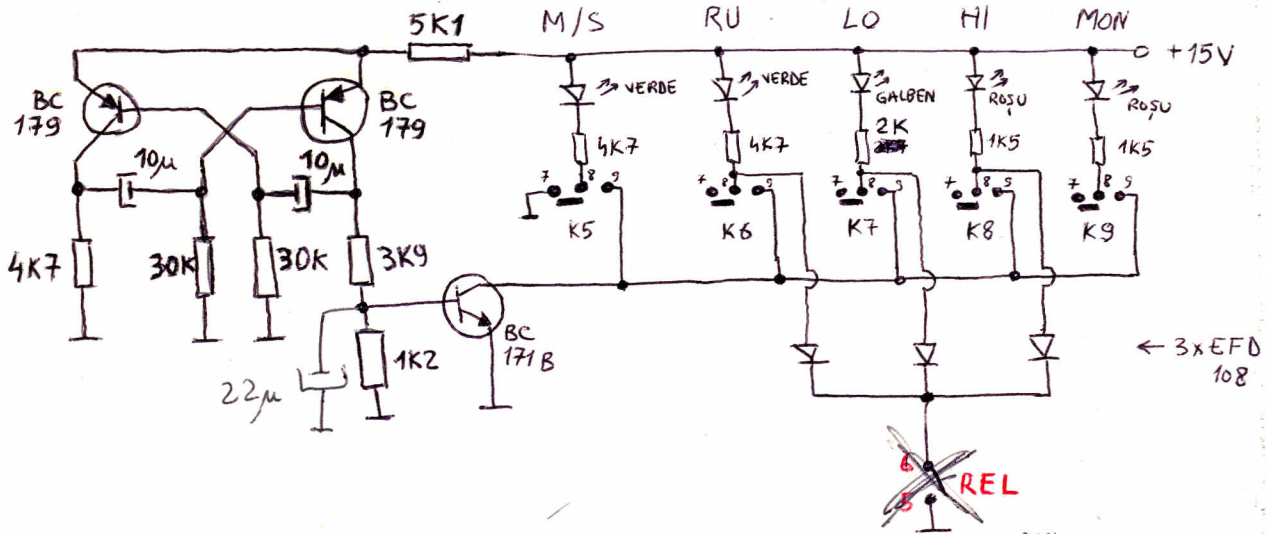 5K1 M/S RU LO HI MON
+15V
BC 179
BC 179
VERDE VERDE GALBEN ROȘU ROȘU
10μ 10μ
4K7 4K7 2K 1K5 1K5
7 8 9 7 8 9 7 8 9 7 8 9 7 8 9
K5 K6 K7 K8 K9
4K7 30K 30K 3K9
BC 171B
1K2
22μ
← 3xEFD 108
6
REL
5